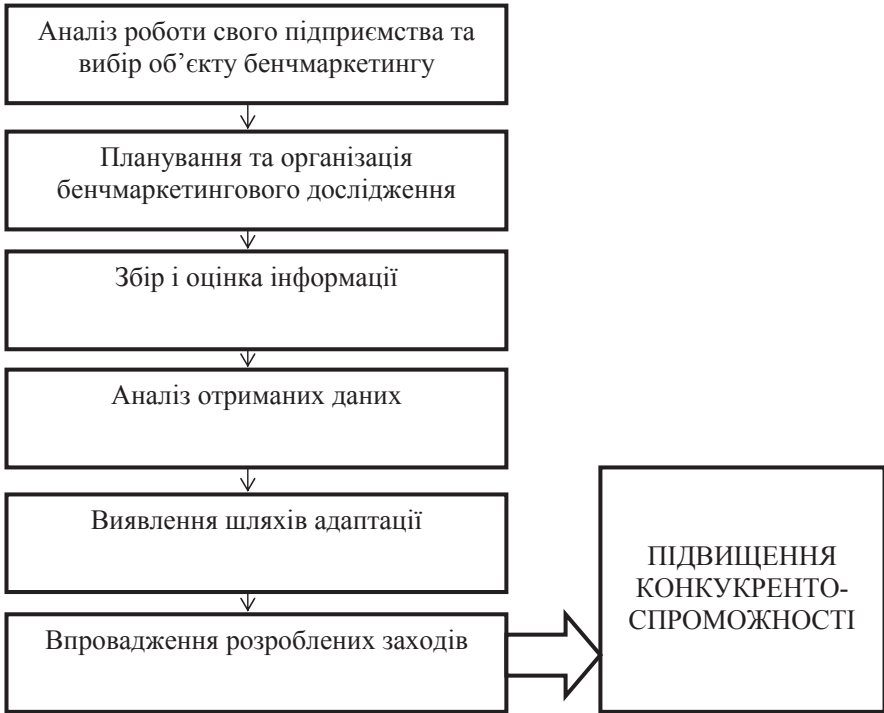 Аналіз роботи свого підприємства та
вибір об’єкту бенчмаркетингу
Планування та організація
бенчмаркетингового дослідження
Збір і оцінка інформації
Аналіз отриманих даних
Виявлення шляхів адаптації
Впровадження розроблених заходів
ПІДВИЩЕННЯ
КОНКУКРЕНТО-
СПРОМОЖНОСТІ